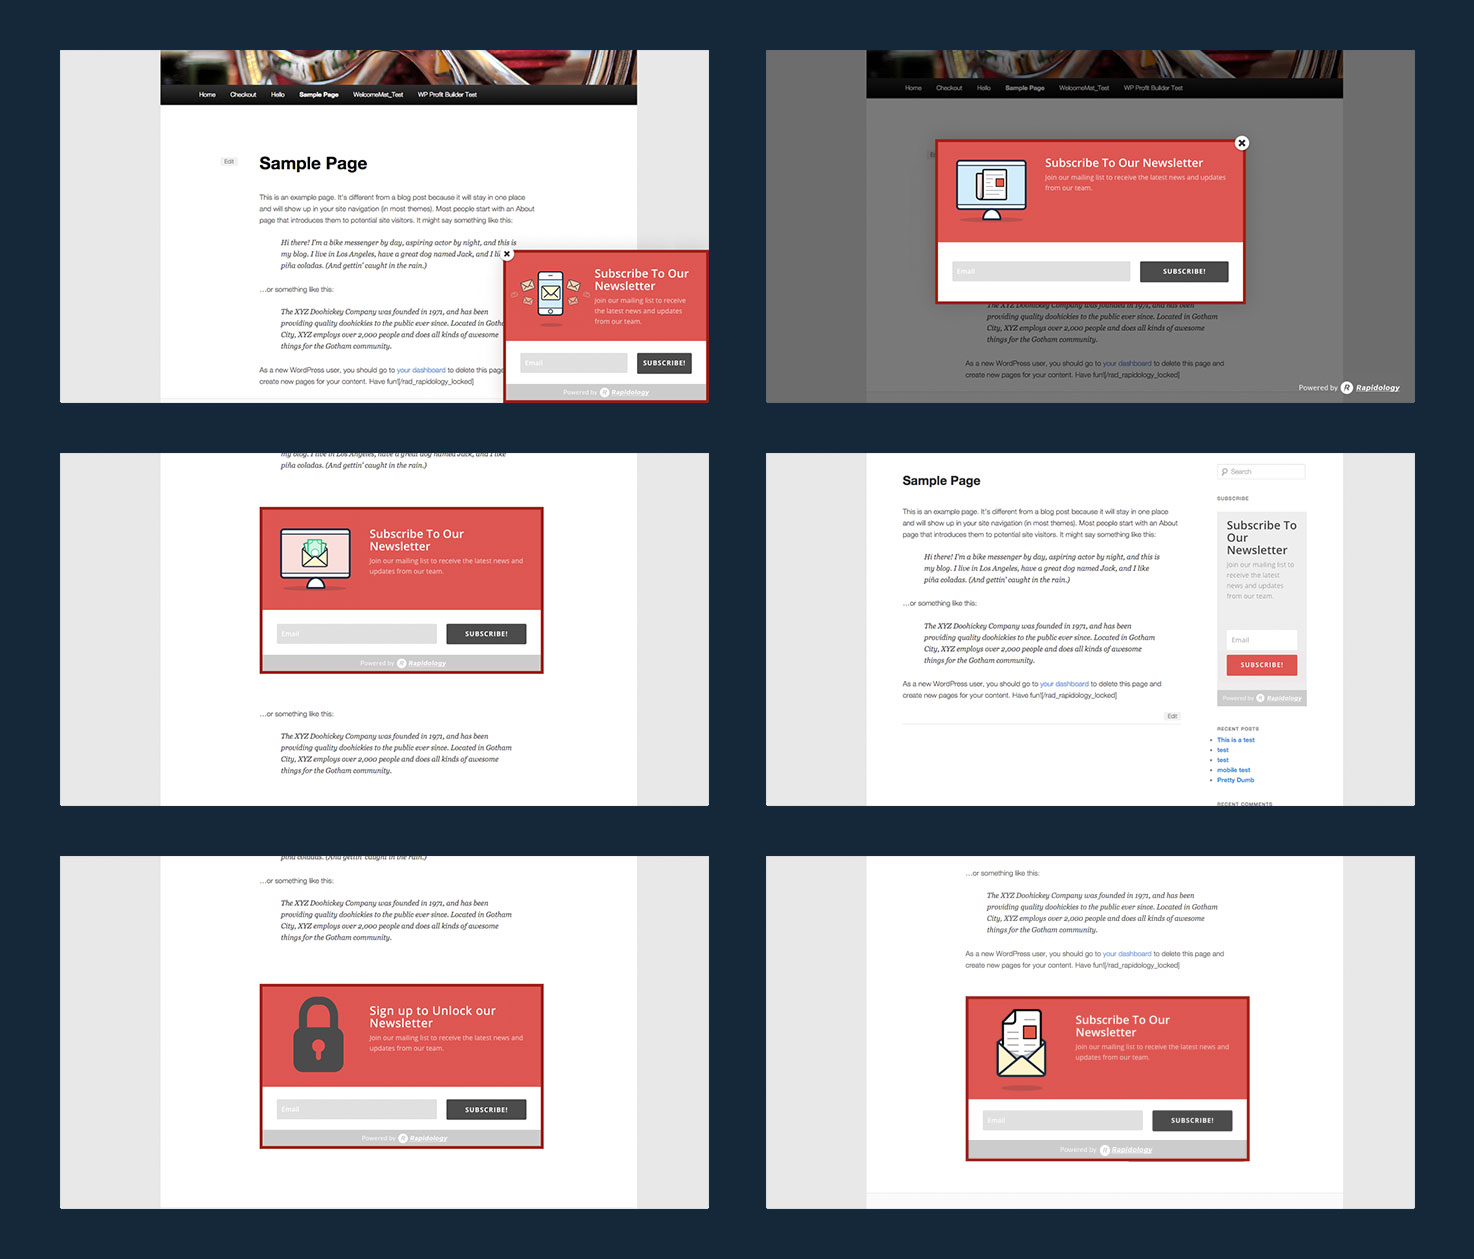 Home Checkout Hello Sample Page WelcomeMat_Test WP Profit Builder Test
Edit
Sample Page
This is an example page. It's different from a blog post because it will stay in one place
and will show up in your site navigation (in most themes). Most people start with an About
page that introduces them to potential site visitors. It might say something like this:
Hi there! I'm a bike messenger by day, aspiring actor by night, and this is
my blog. I live in Los Angeles, have a great dog named Jack, and I
piña coladas. (And gettin' caught in the rain.)
...or something like this:
The XYZ Doohickey Company was founded in 1971, and has been
providing quality doohickies to the public ever since. Located in Gotha
City, XYZ employs over 2,000 people and does all kinds of awesome
things for the Gotham community.
As a new WordPress user, you should go to your dashboard to delete this page
create new pages for your content. Have fun![/rad_rapidology_locked]
Subscribe To Our
Newsletter
Join our mailing list to receive
the latest news and updates
from our team.
Email
SUBSCRIBE!
Powered by R Rapidology
Home Checkout Hello Sample Page WelcomeMat_Test WP Profit Builder Test
Subscribe To Our Newsletter
Join our mailing list to receive the latest news and updates
from our team.
Email
SUBSCRIBE!
The XYZ Doohickey Company was founded in 1971, and has been
providing quality doohickies to the public ever since. Located in Gotham
City, XYZ employs over 2,000 people and does all kinds of awesome
things for the Gotham community.
As a new WordPress user, you should go to your dashboard to delete this page and
create new pages for your content. Have fun![/rad_rapidology_locked]
Powered by R Rapidology
my blog. I live in Los Angeles, have a great dog named Jack, and I like
piña coladas. (And gettin' caught in the rain.)
Subscribe To Our
Newsletter
Join our mailing list to receive the latest news and
updates from our team.
Email
SUBSCRIBE!
Powered by R Rapidology
...or something like this:
The XYZ Doohickey Company was founded in 1971, and has been
providing quality doohickies to the public ever since. Located in Gotham
City, XYZ employs over 2,000 people and does all kinds of awesome
things for the Gotham community.
Sample Page
This is an example page. It's different from a blog post because it will stay in one place
and will show up in your site navigation (in most themes). Most people start with an About
page that introduces them to potential site visitors. It might say something like this:
Hi there! I'm a bike messenger by day, aspiring actor by night, and this is
my blog. I live in Los Angeles, have a great dog named Jack, and I like
piña coladas. (And gettin' caught in the rain.)
...or something like this:
The XYZ Doohickey Company was founded in 1971, and has been
providing quality doohickies to the public ever since. Located in Gotham
City, XYZ employs over 2,000 people and does all kinds of awesome
things for the Gotham community.
As a new WordPress user, you should go to your dashboard to delete this page and
create new pages for your content. Have fun![/rad_rapidology_locked]
Edit
Search
SUBSCRIBE
Subscribe To
Our
Newsletter
Join our mailing list to
receive the latest
news and updates
from our team.
Email
SUBSCRIBE!
Powered by R Rapidology
RECENT POSTS
This is a test
test
test
mobile test
Pretty Dumb
RECENT COMMENTS
piña coladas. (And gettin' caught in the rain.)
...or something like this:
The XYZ Doohickey Company was founded in 1971, and has been
providing quality doohickies to the public ever since. Located in Gotham
City, XYZ employs over 2,000 people and does all kinds of awesome
things for the Gotham community.
Sign up to Unlock our
Newsletter
Join our mailing list to receive the latest news and
updates from our team.
Email
SUBSCRIBE!
Powered by R Rapidology
...or something like this:
The XYZ Doohickey Company was founded in 1971, and has been
providing quality doohickies to the public ever since. Located in Gotham
City, XYZ employs over 2,000 people and does all kinds of awesome
things for the Gotham community.
As a new WordPress user, you should go to your dashboard to delete this page and
create new pages for your content. Have fun![/rad_rapidology_locked]
Subscribe To Our
Newsletter
Join our mailing list to receive the latest news and
updates from our team.
Email
SUBSCRIBE!
Powered by R Rapidology